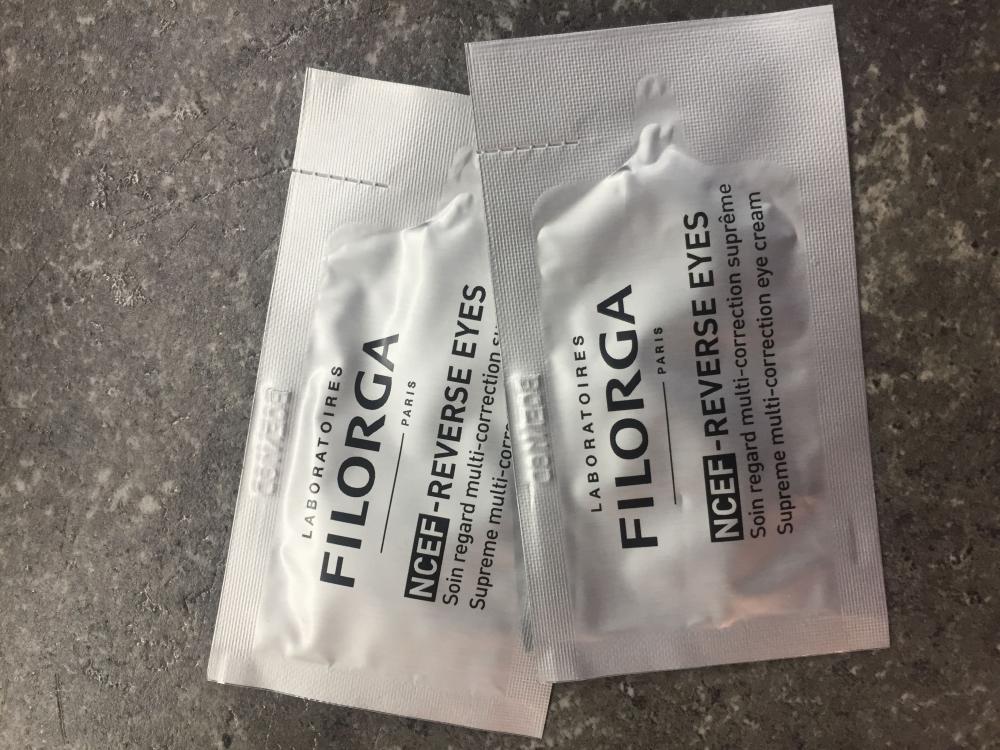 LABORATOIRES
FILORGA
PARIS
NCEF-REVERSE EYES
Soin regard multi-correction
Supreme multi-
LABORATOIRES
FILORGA
PARIS
NCEF-REVERSE EYES
Soin regard multi-correction suprême
Supreme multi-correction eye cream